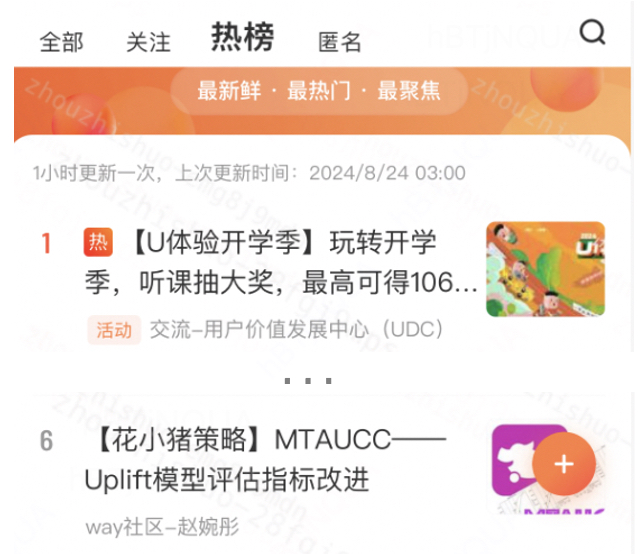 全部 关注 热榜 匿名
最新鲜 · 最热门 · 最聚焦
1小时更新一次，上次更新时间：2024/8/24 03:00
1 热 【U体验开学季】玩转开学
季，听课抽大奖，最高可得106...
活动 交流-用户价值发展中心（UDC）
...
6 【花小猪策略】MTAUCC——
Uplift模型评估指标改进
way社区-赵婉彤